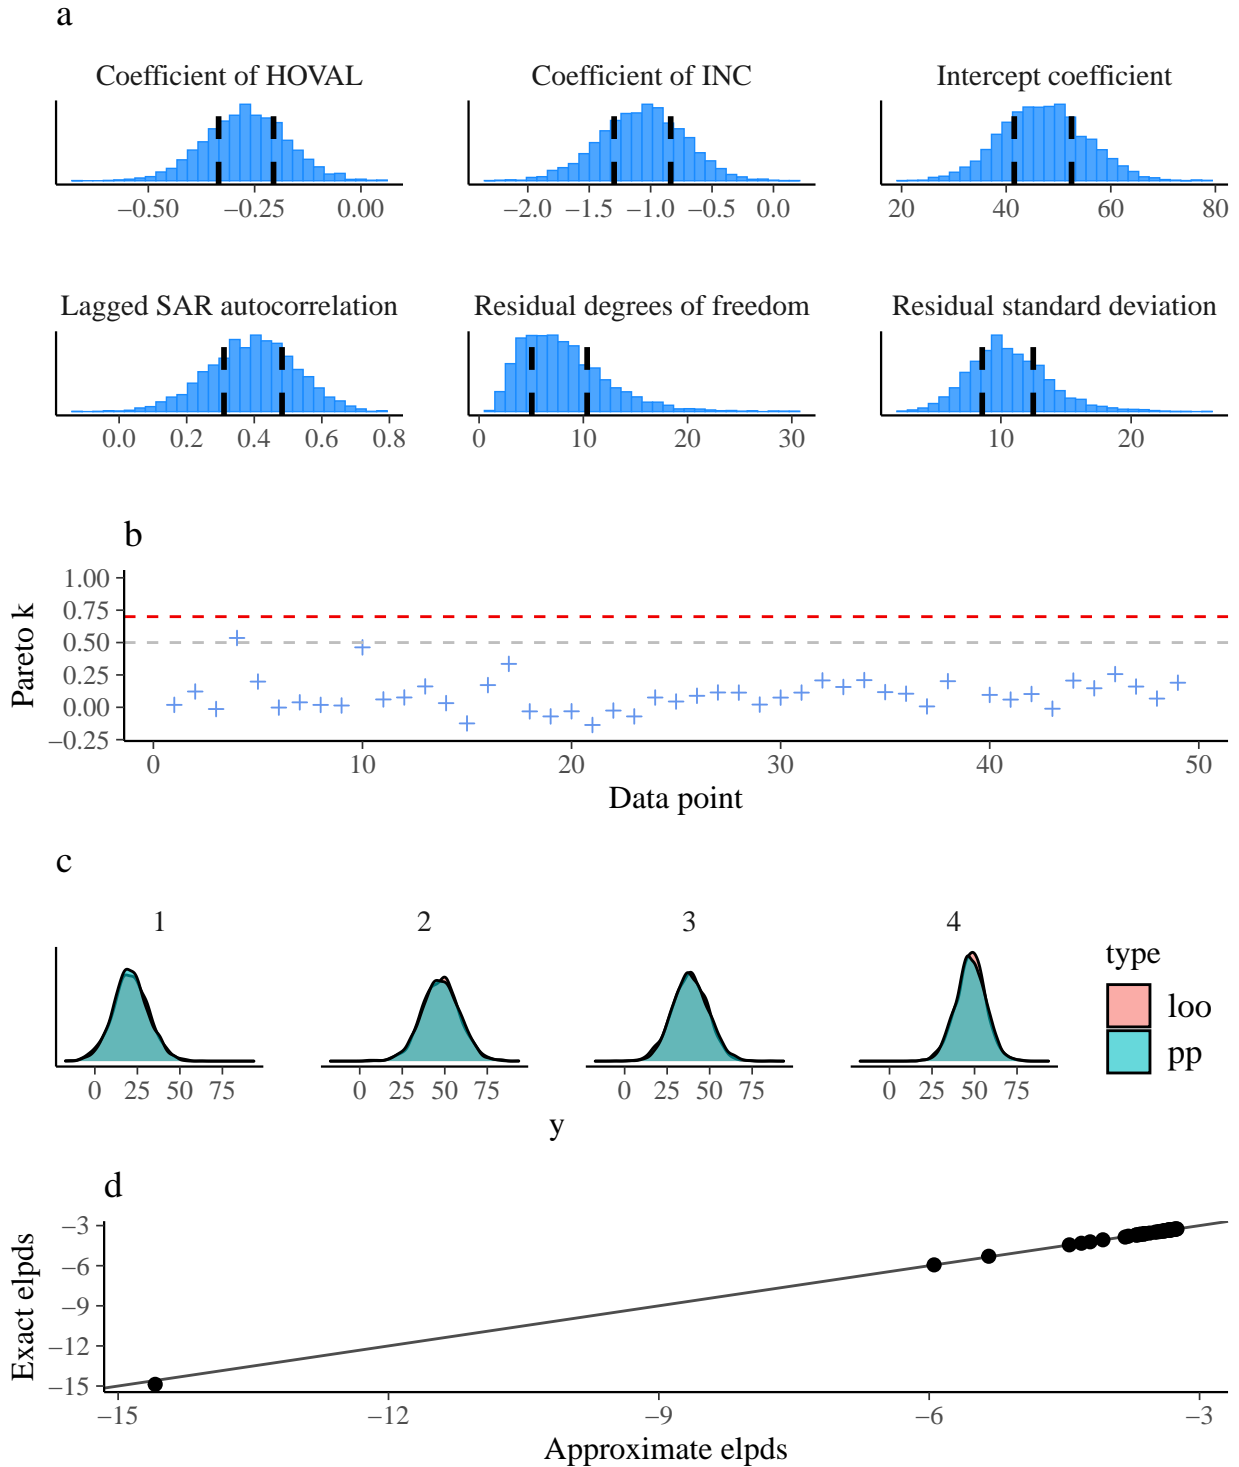 a
Coefficient of HOVAL Coefficient of INC Intercept coefficient
−0.50 −0.25 0.00 −2.0 −1.5 −1.0 −0.5 0.0 20 40 60 80
Lagged SAR autocorrelation Residual degrees of freedom Residual standard deviation
0.0 0.2 0.4 0.6 0.8 0 10 20 30 10 20
b
Pareto k
1.00
0.75
0.50
0.25
0.00
−0.25
0 10 20 30 40 50
Data point
c
1 2 3 4
type
loo
pp
0 25 50 75 0 25 50 75 0 25 50 75 0 25 50 75
y
d
Exact elpds
−3
−6
−9
−12
−15
−15 −12 −9 −6 −3
Approximate elpds